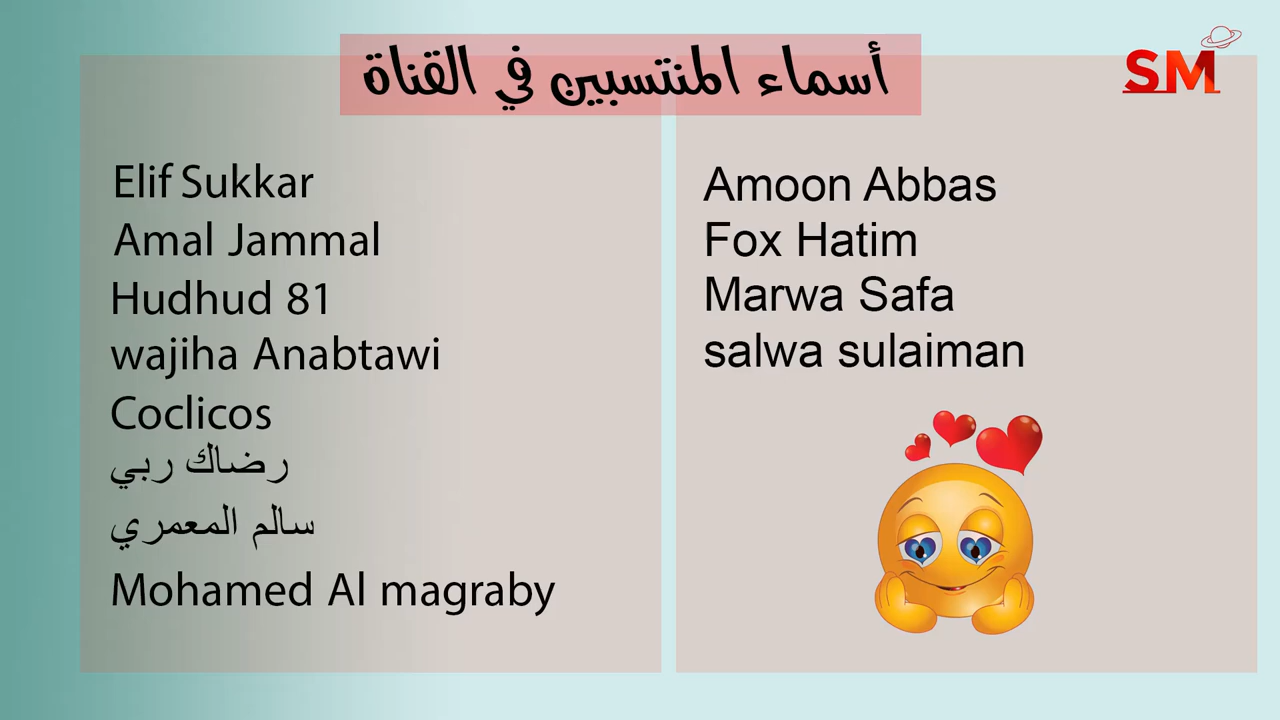 أسماء المنتسبين في القناة
SM
Elif Sukkar
Amal Jammal
Hudhud 81
wajiha Anabtawi
Coclicos
رضاك ربي
سالم المعمري
Mohamed Al magraby
Amoon Abbas
Fox Hatim
Marwa Safa
salwa sulaiman